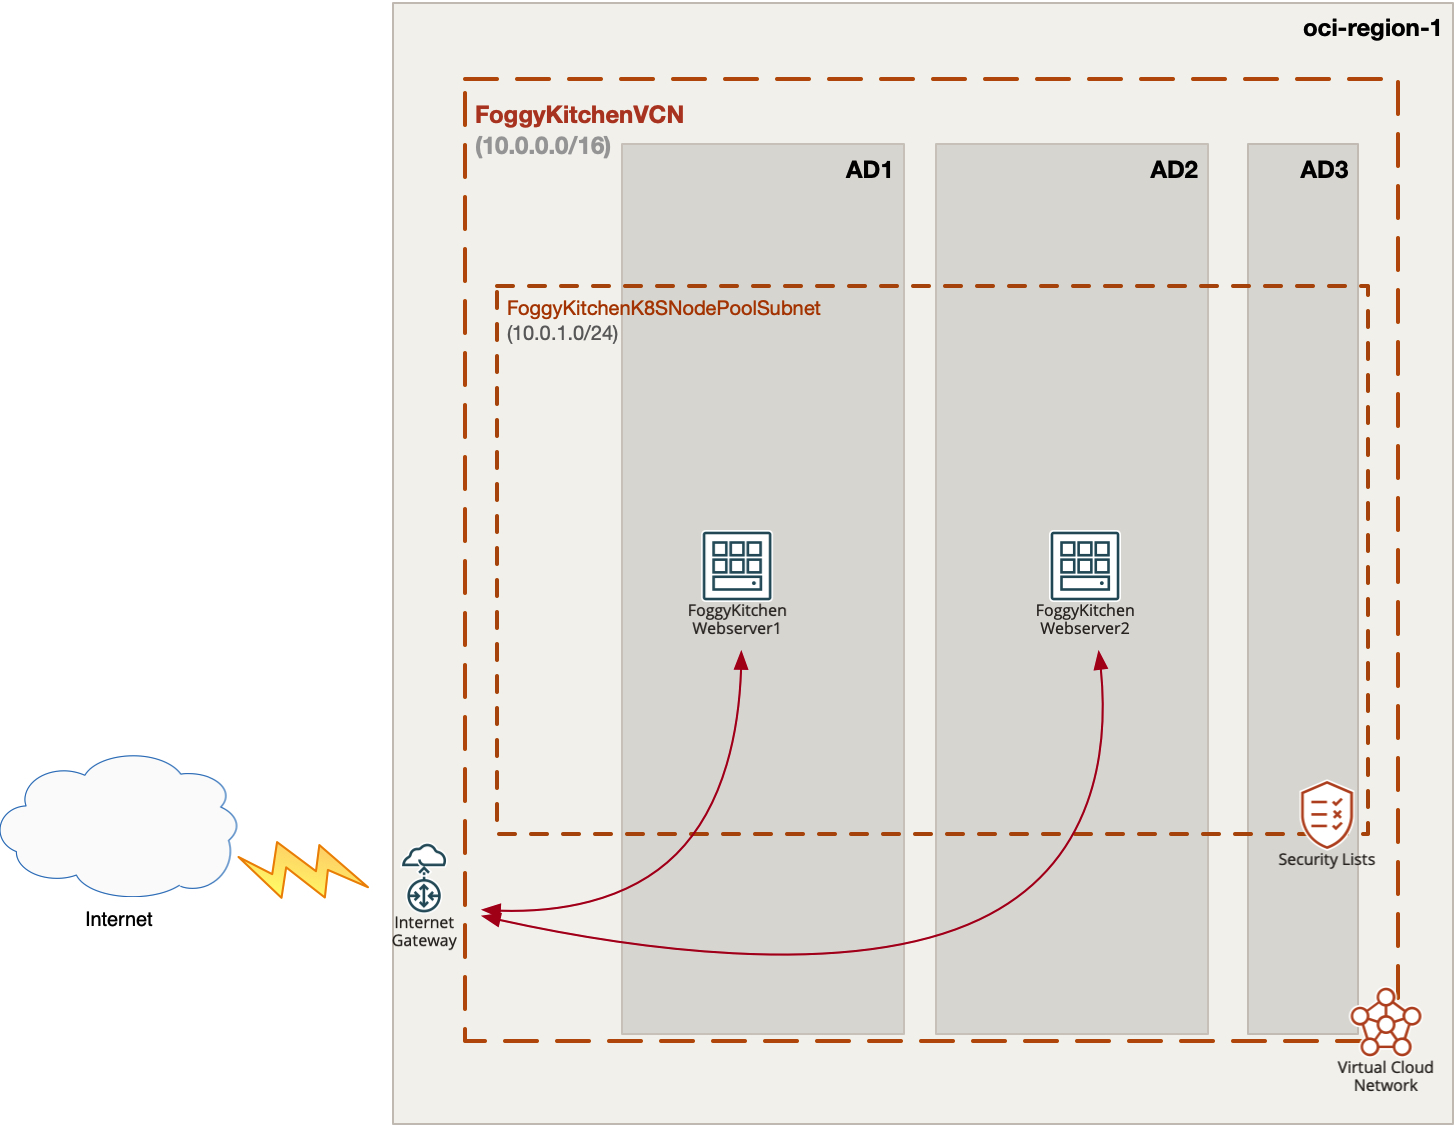 oci-region-1
FoggyKitchenVCN
(10.0.0.0/16)
AD1
AD2
AD3
FoggyKitchenK8SNodePoolSubnet
(10.0.1.0/24)
FoggyKitchen
Webserver1
FoggyKitchen
Webserver2
Security Lists
Internet
Internet
Gateway
Virtual Cloud
Network